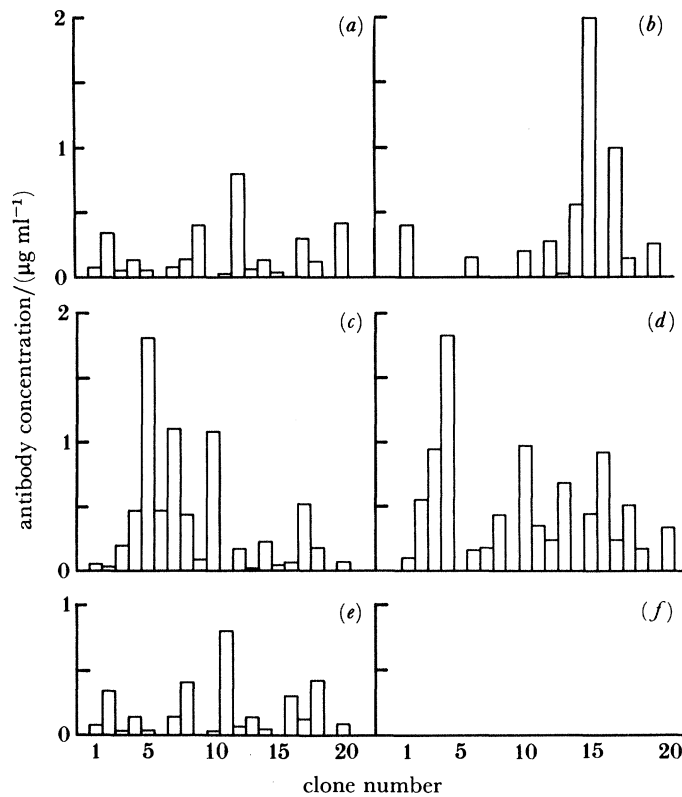 2
(a)
(b)
1
0
antibody concentration/(µg ml⁻¹)
2
(c)
(d)
1
0
1
(e)
(f)
0
1 5 10 15 20
1 5 10 15 20
clone number